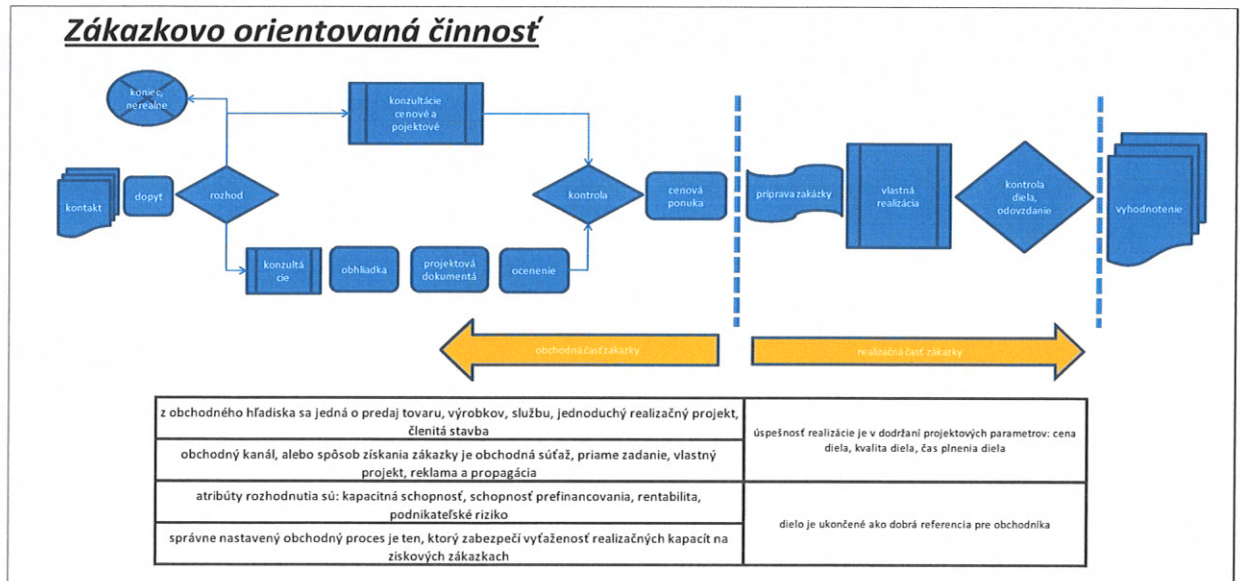 Zákazkovo orientovaná činnosť
koniec,
nerealne
konzultácie
cenové a
pojektové
kontakt
dopyt
rozhod
kontrola
cenová
ponuka
príprava zakázky
vlastná
realizácia
kontrola
diela,
odovzdanie
vyhodnotenie
konzultá
cie
obhliadka
projektová
dokumentá
ocenenie
obchodná časť zákazky
realizačná časť zákazky
z obchodného hľadiska sa jedná o predaj tovaru, výrobkov, službu, jednoduchý realizačný projekt,
členitá stavba
obchodný kanál, alebo spôsob získania zákazky je obchodná súťaž, priame zadanie, vlastný
projekt, reklama a propagácia
atribúty rozhodnutia sú: kapacitná schopnosť, schopnosť prefinancovania, rentabilita,
podnikateľské riziko
správne nastavený obchodný proces je ten, ktorý zabezpečí vyťaženosť realizačných kapacít na
ziskových zákazkach
úspešnosť realizácie je v dodržaní projektových parametrov: cena
diela, kvalita diela, čas plnenia diela
dielo je ukončené ako dobrá referencia pre obchodníka